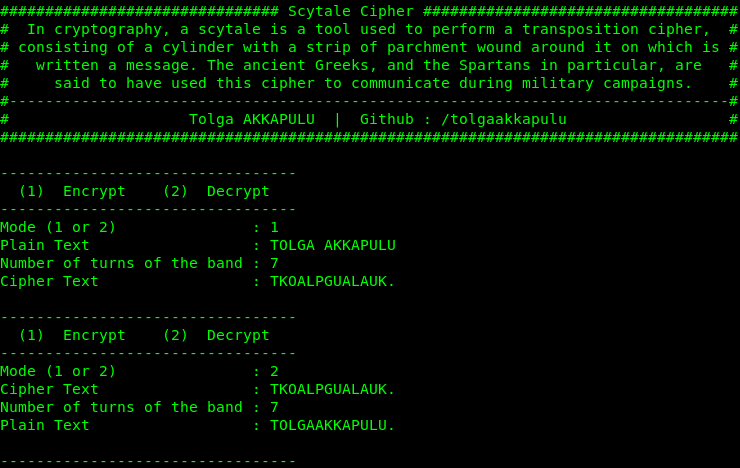 ############################### Scytale Cipher ###################################
#  In cryptography, a scytale is a tool used to perform a transposition cipher,  #
# consisting of a cylinder with a strip of parchment wound around it on which is #
#   written a message. The ancient Greeks, and the Spartans in particular, are   #
#     said to have used this cipher to communicate during military campaigns.    #
#--------------------------------------------------------------------------------#
#                    Tolga AKKAPULU  |  Github : /tolgaakkapulu                  #
##################################################################################

---------------------------------
  (1)  Encrypt    (2)  Decrypt
---------------------------------
Mode (1 or 2)               : 1
Plain Text                  : TOLGA AKKAPULU
Number of turns of the band : 7
Cipher Text                 : TKOALPGUALAUK.

---------------------------------
  (1)  Encrypt    (2)  Decrypt
---------------------------------
Mode (1 or 2)               : 2
Cipher Text                 : TKOALPGUALAUK.
Number of turns of the band : 7
Plain Text                  : TOLGAAKKAPULU.

---------------------------------